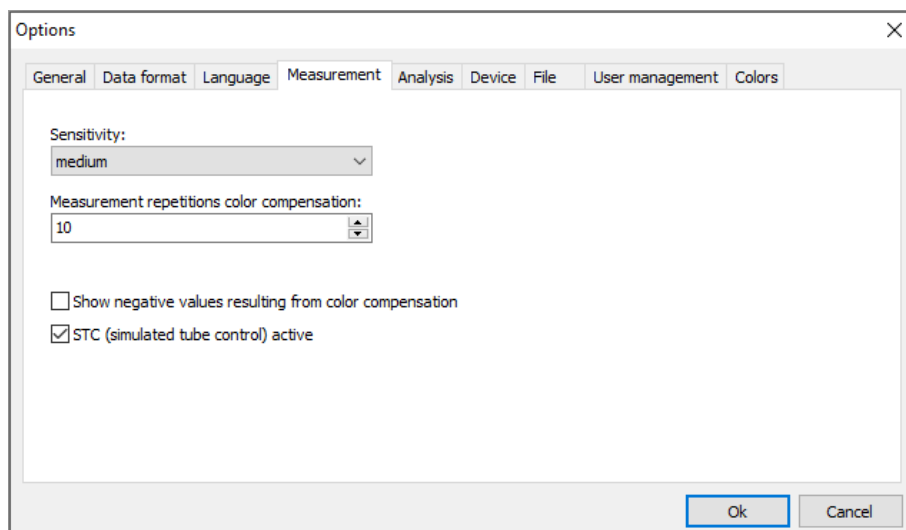 Options
General Data format Language Measurement Analysis Device File User management Colors
Sensitivity:
medium
Measurement repetitions color compensation:
10
Show negative values resulting from color compensation
STC (simulated tube control) active
Ok Cancel